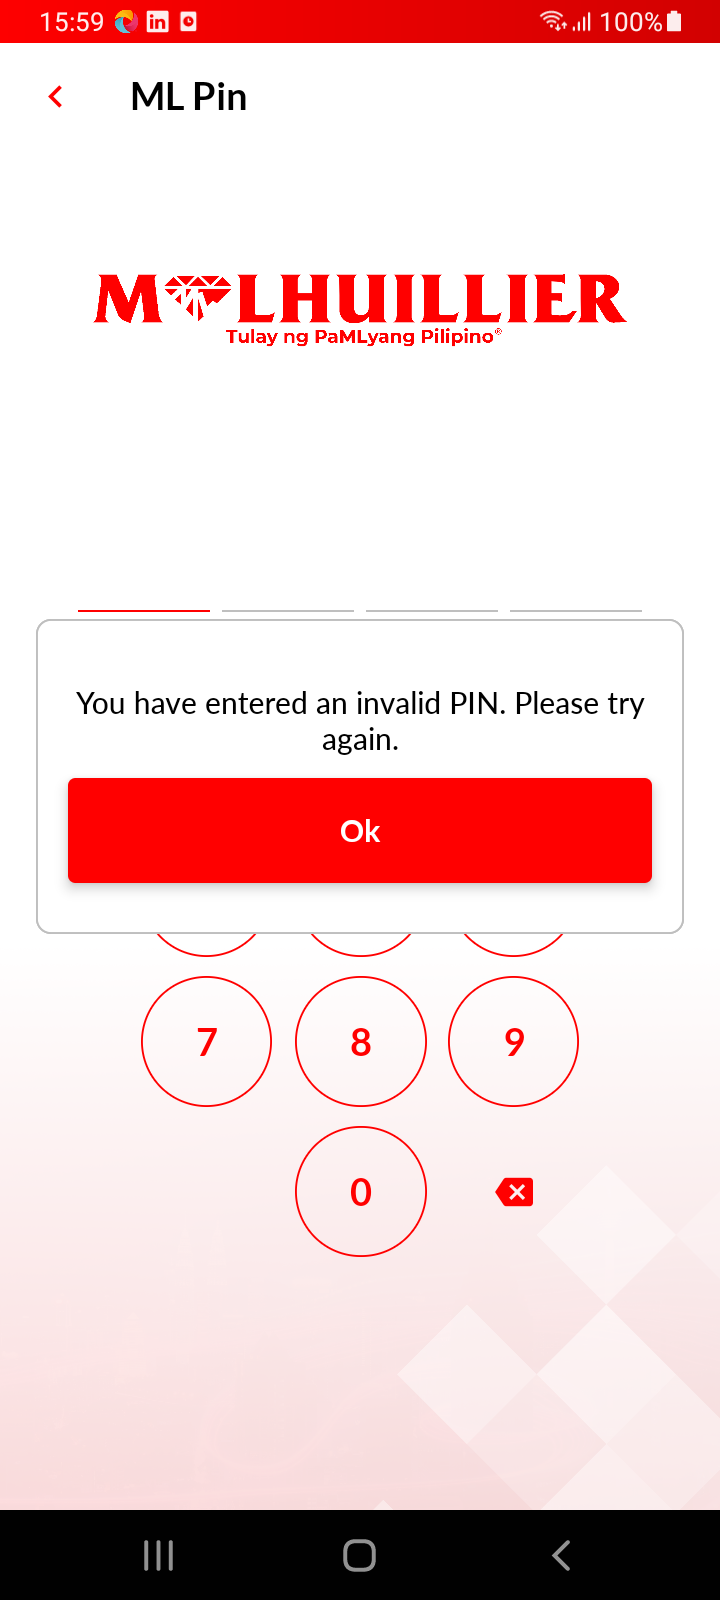 15:59 in 100%
ML Pin
M LHUILLIER
Tulay ng PaMLyang Pilipino®
You have entered an invalid PIN. Please try
again.
Ok
7 8 9
0